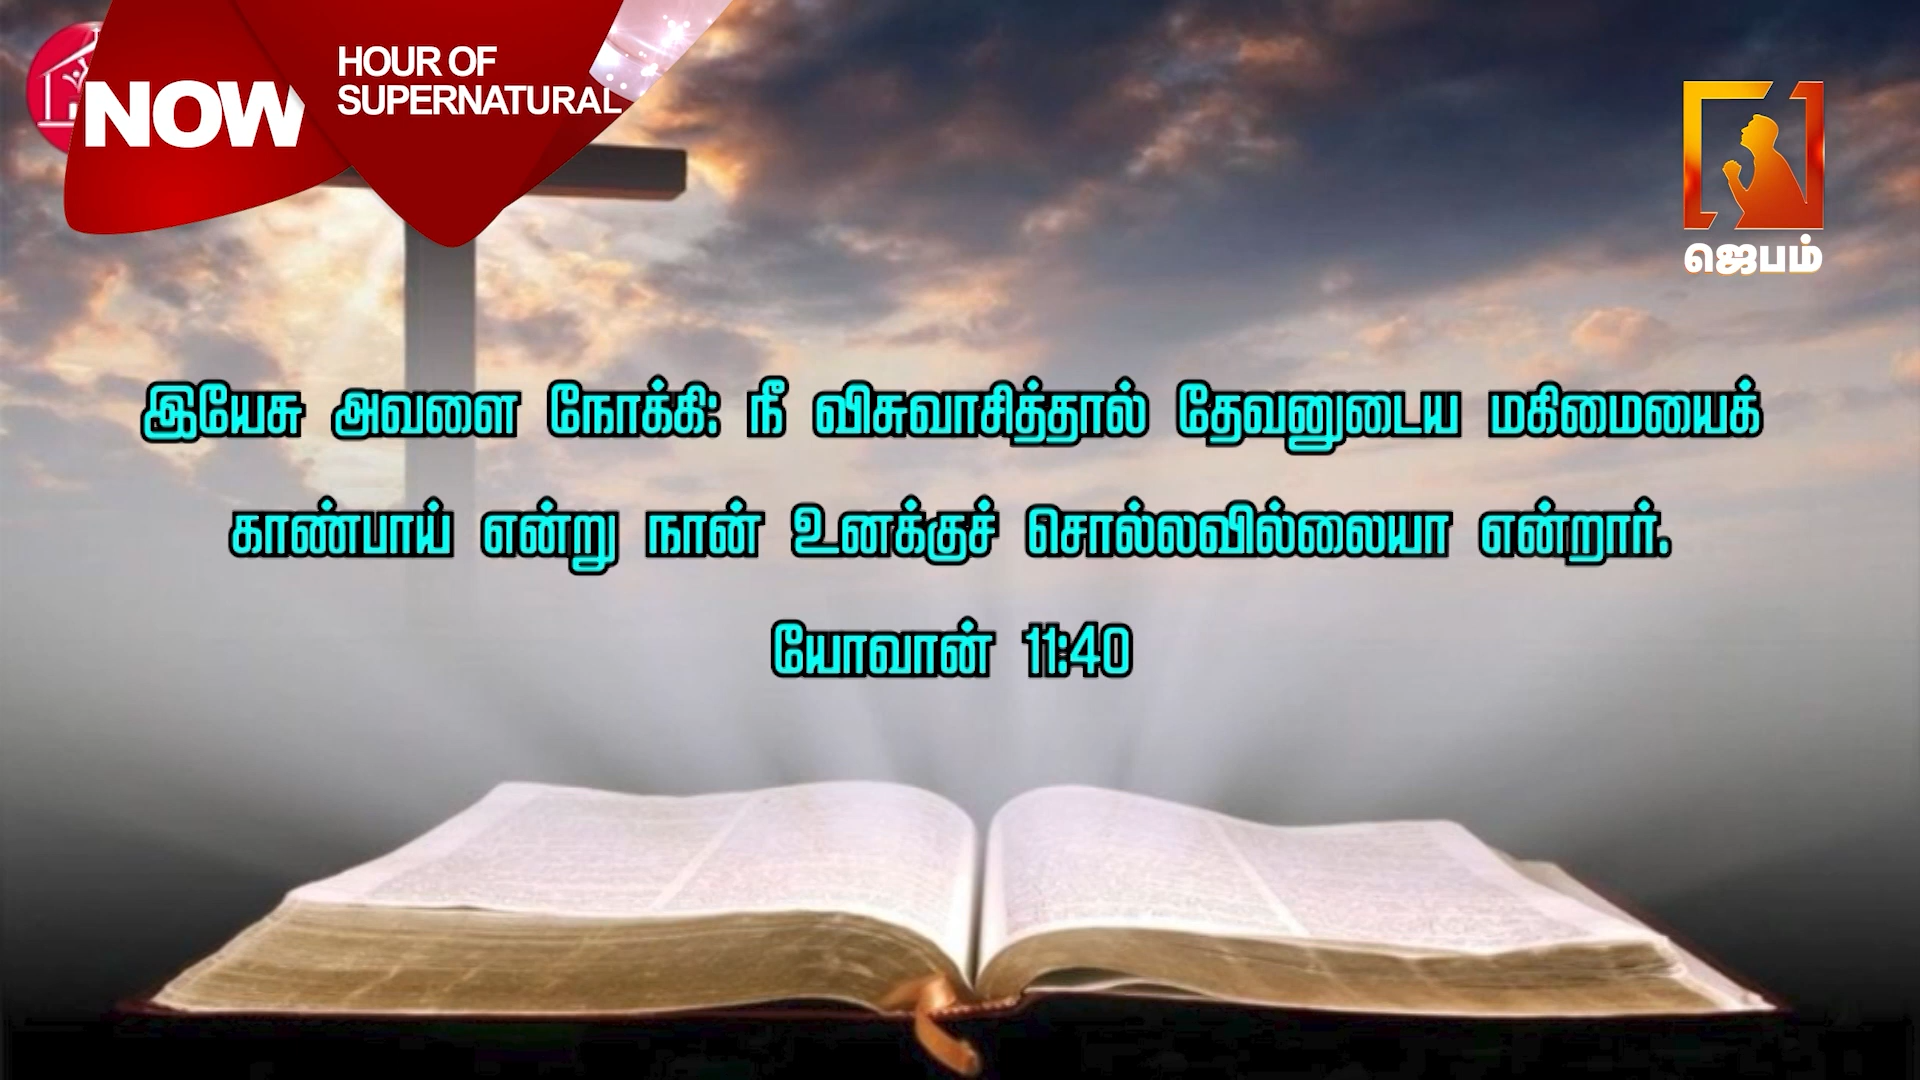 NOW
HOUR OF
SUPERNATURAL
ஜெபம்
இயேசு அவளை நோக்கி: நீ விசுவாசித்தால் தேவனுடைய மகிமையைக்
காண்பாய் என்று நான் உனக்குச் சொல்லவில்லையா என்றார்.
யோவான் 11:40